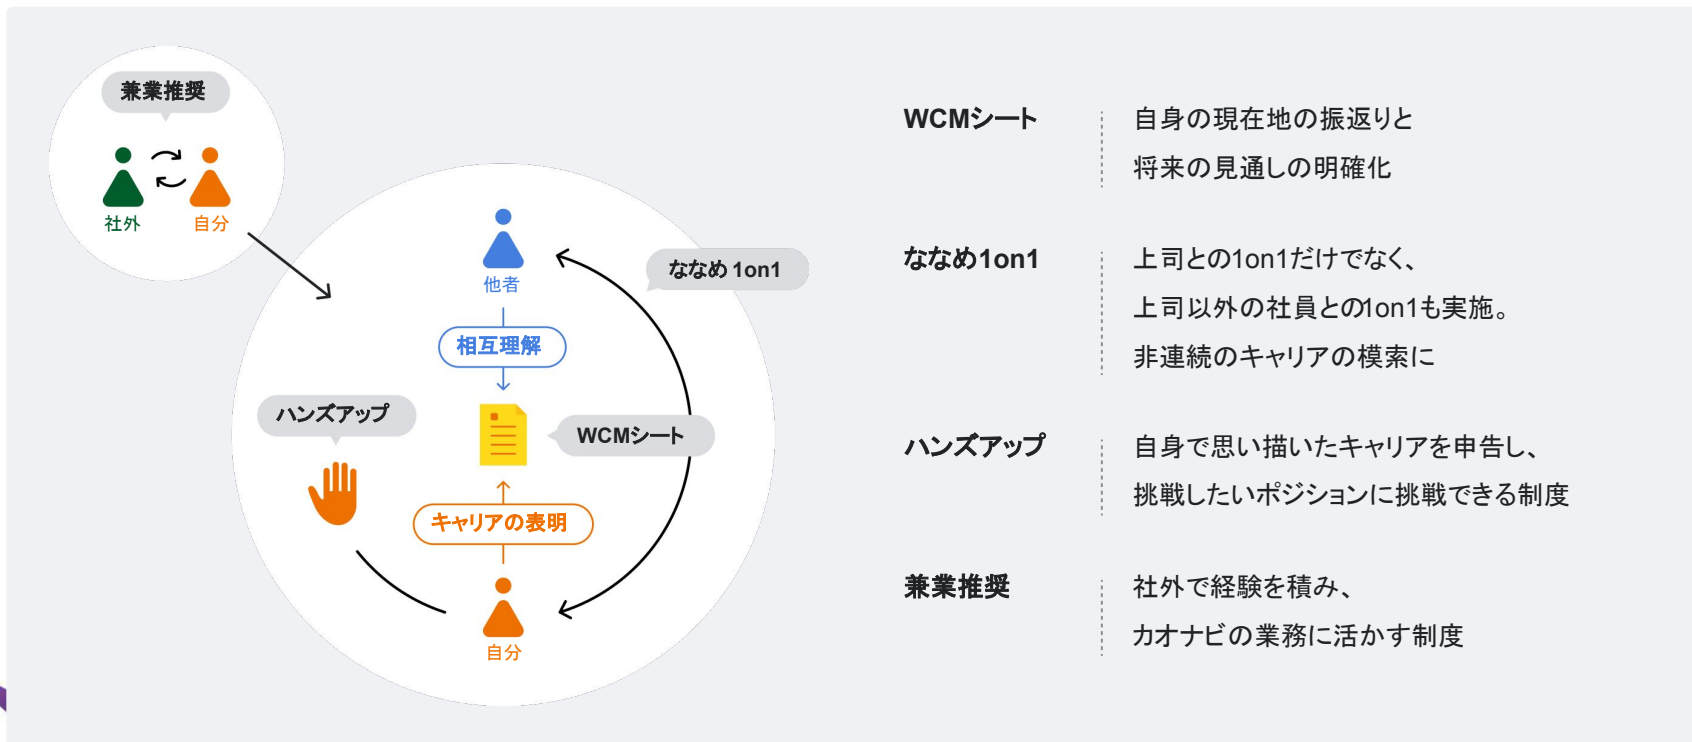 兼業推奨
社外
自分
他者
ななめ1on1
相互理解
ハンズアップ
WCMシート
キャリアの表明
自分
WCMシート
自身の現在地の振返りと
将来の見通しの明確化
ななめ1on1
上司との1on1だけでなく、
上司以外の社員との1on1も実施。
非連続のキャリアの模索に
ハンズアップ
自身で思い描いたキャリアを申告し、
挑戦したいポジションに挑戦できる制度
兼業推奨
社外で経験を積み、
カオナビの業務に活かす制度